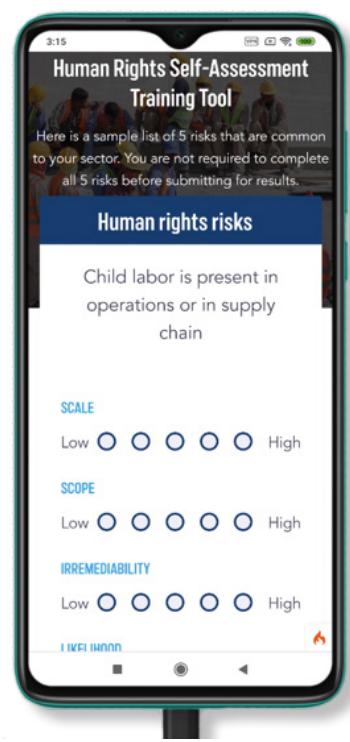 3:15
Human Rights Self-Assessment
Training Tool
Here is a sample list of 5 risks that are common
to your sector. You are not required to complete
all 5 risks before submitting for results.
Human rights risks
Child labor is present in
operations or in supply
chain
SCALE
Low High
SCOPE
Low High
IRREMEDIABILITY
Low High
LIKELIHOOD